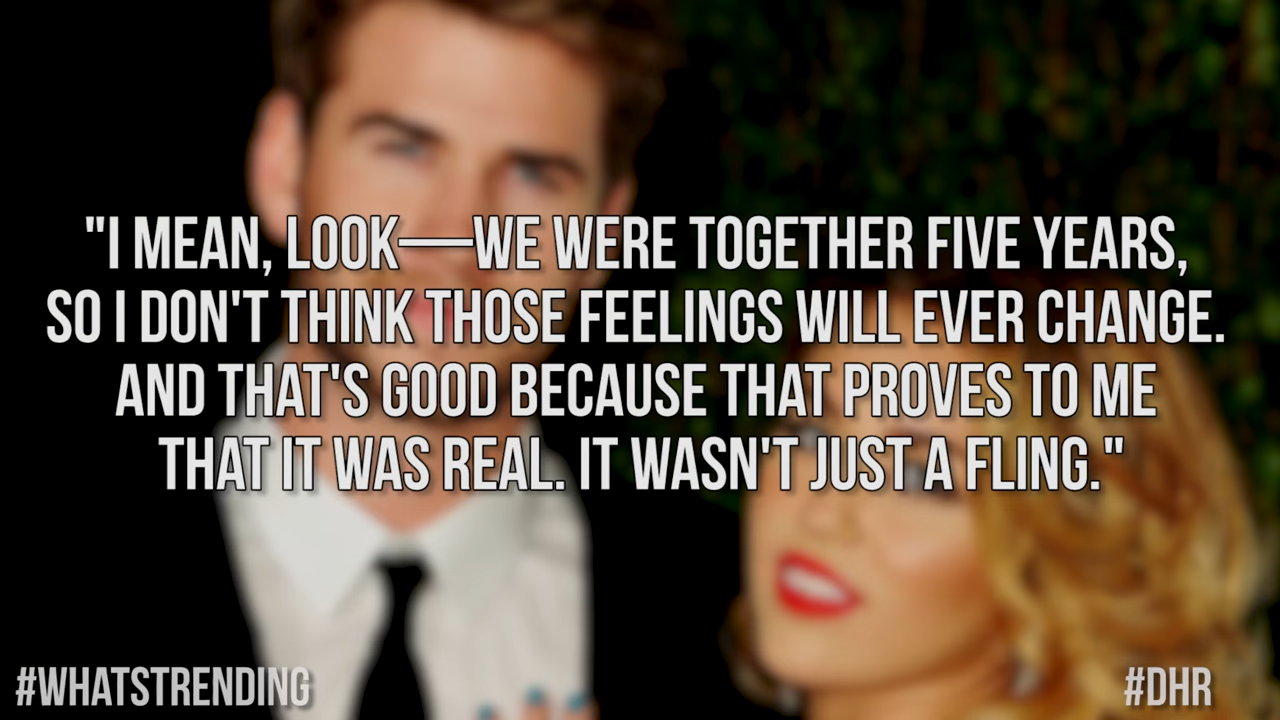 "I MEAN, LOOK—WE WERE TOGETHER FIVE YEARS,
SO I DON'T THINK THOSE FEELINGS WILL EVER CHANGE.
AND THAT'S GOOD BECAUSE THAT PROVES TO ME
THAT IT WAS REAL. IT WASN'T JUST A FLING."
#WHATSTRENDING
#DHR